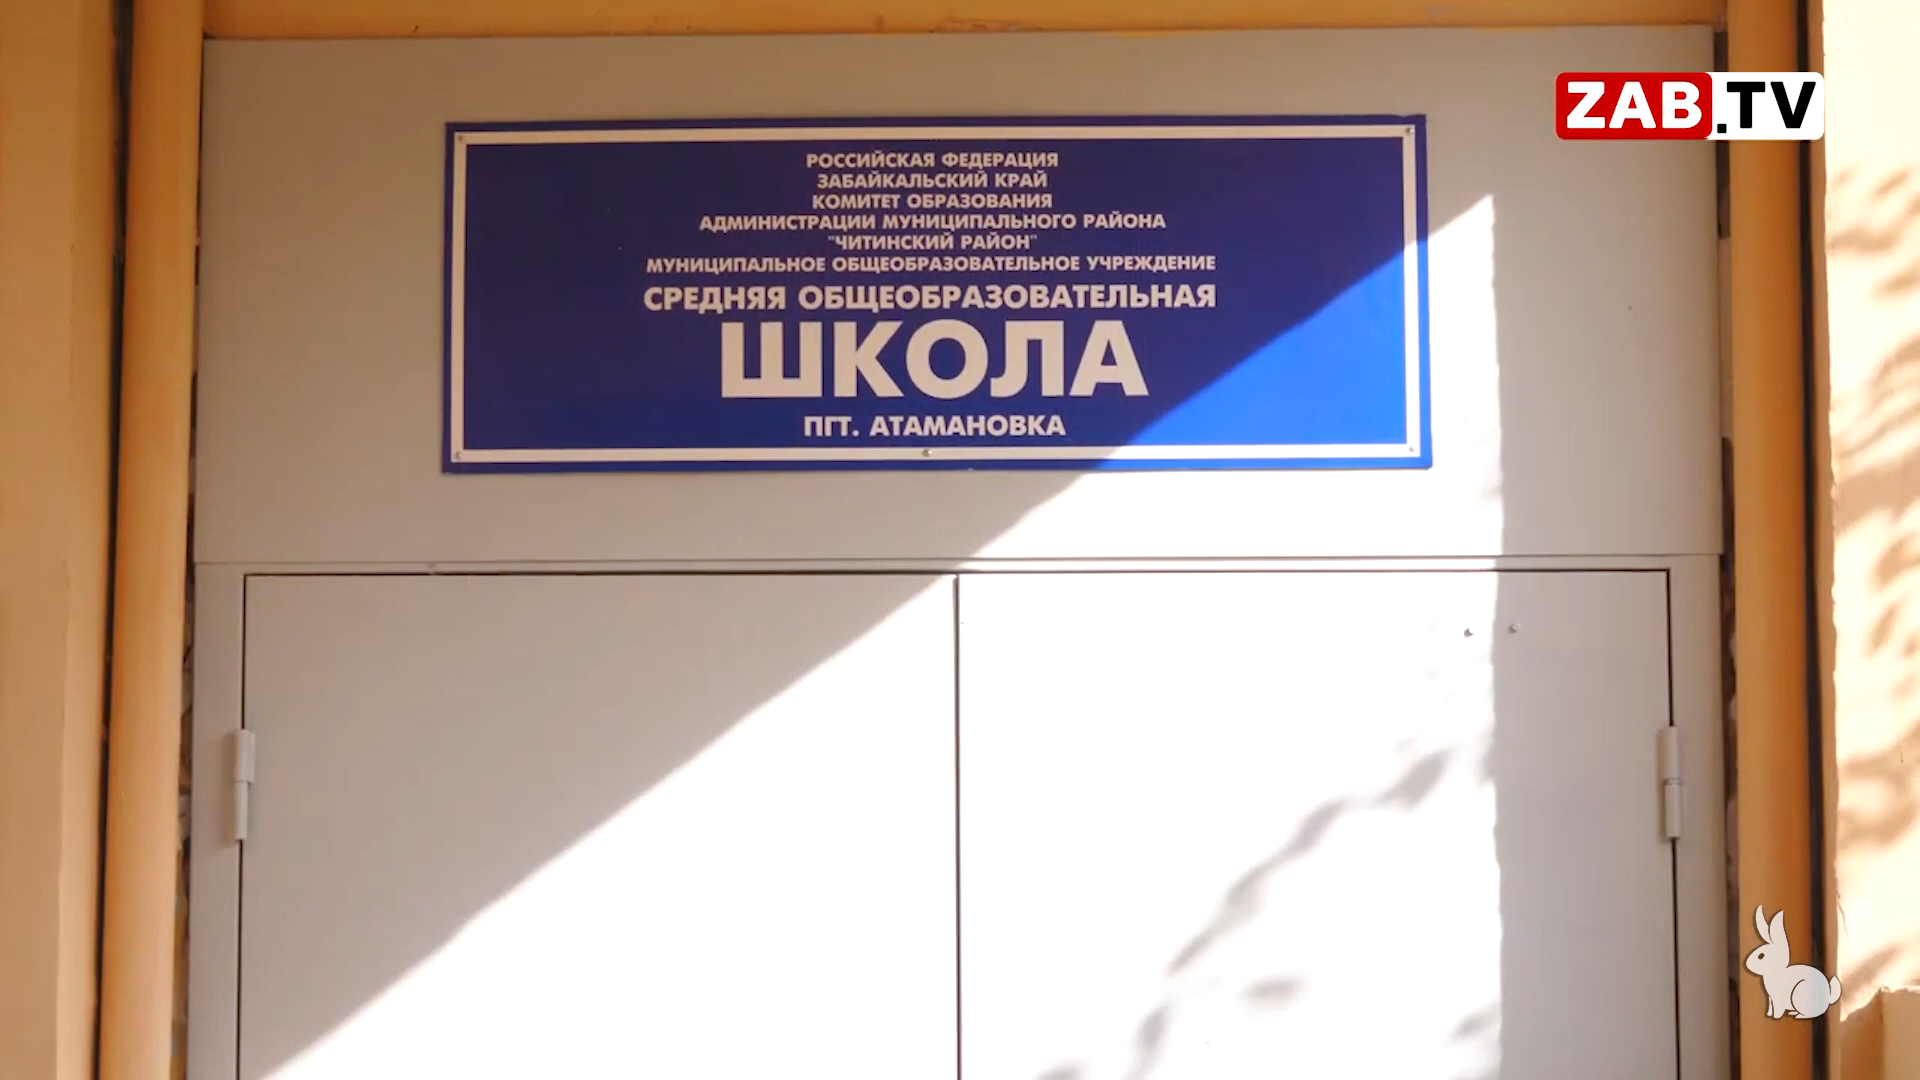 ZAB.TV
РОССИЙСКАЯ ФЕДЕРАЦИЯ
ЗАБАЙКАЛЬСКИЙ КРАЙ
КОМИТЕТ ОБРАЗОВАНИЯ
АДМИНИСТРАЦИИ МУНИЦИПАЛЬНОГО РАЙОНА
"ЧИТИНСКИЙ РАЙОН"
МУНИЦИПАЛЬНОЕ ОБЩЕОБРАЗОВАТЕЛЬНОЕ УЧРЕЖДЕНИЕ
СРЕДНЯЯ ОБЩЕОБРАЗОВАТЕЛЬНАЯ
ШКОЛА
ПГТ. АТАМАНОВКА